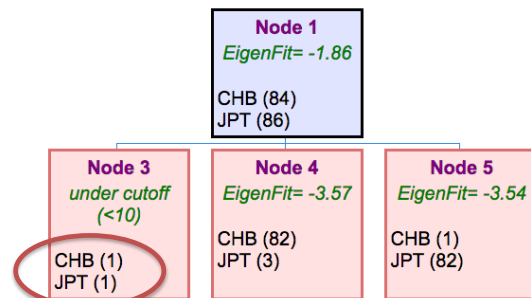 Node 1
EigenFit= -1.86
CHB (84)
JPT (86)
Node 3
under cutoff
(<10)
CHB (1)
JPT (1)
Node 4
EigenFit= -3.57
CHB (82)
JPT (3)
Node 5
EigenFit= -3.54
CHB (1)
JPT (82)